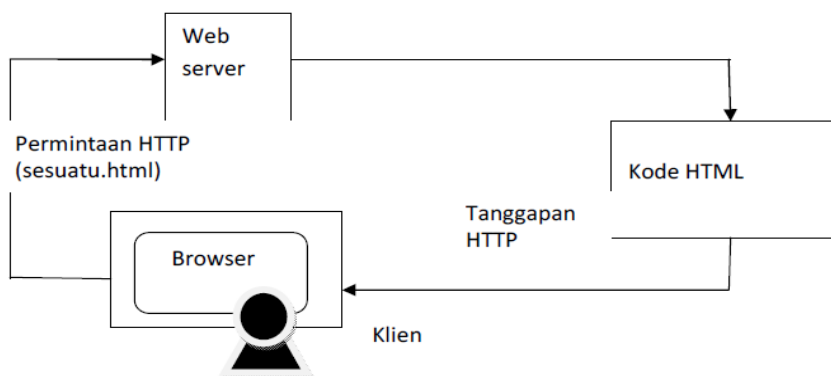 Web
server
Permintaan HTTP
(sesuatu.html)
Kode HTML
Tanggapan
HTTP
Browser
Klien